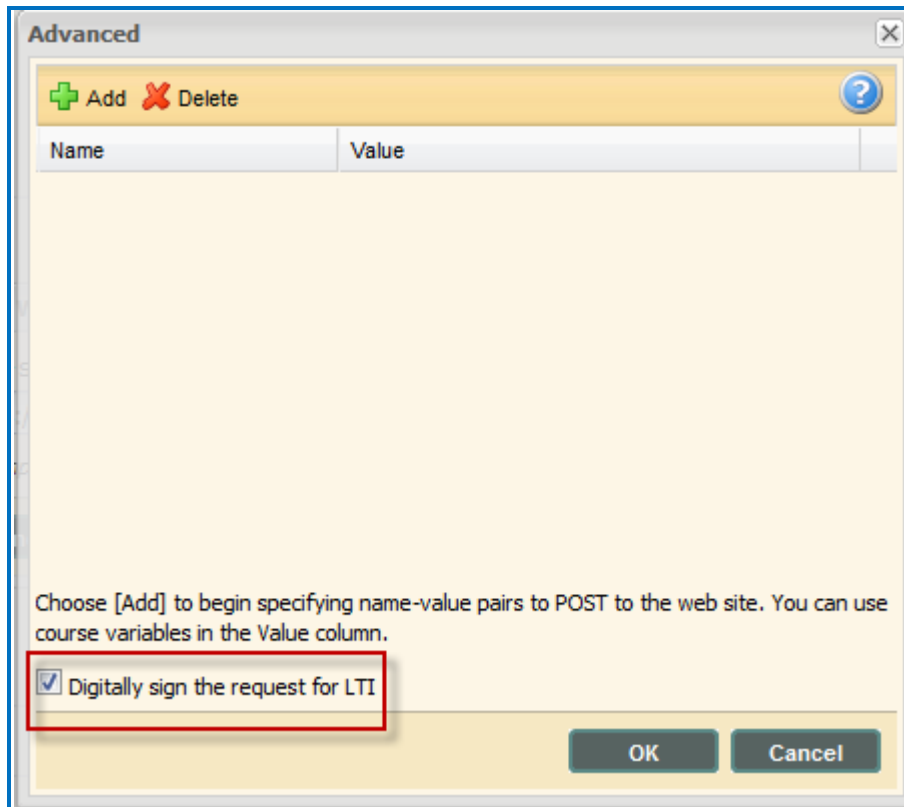 Advanced
Add Delete
Name Value
Choose [Add] to begin specifying name-value pairs to POST to the web site. You can use
course variables in the Value column.
Digitally sign the request for LTI
OK Cancel